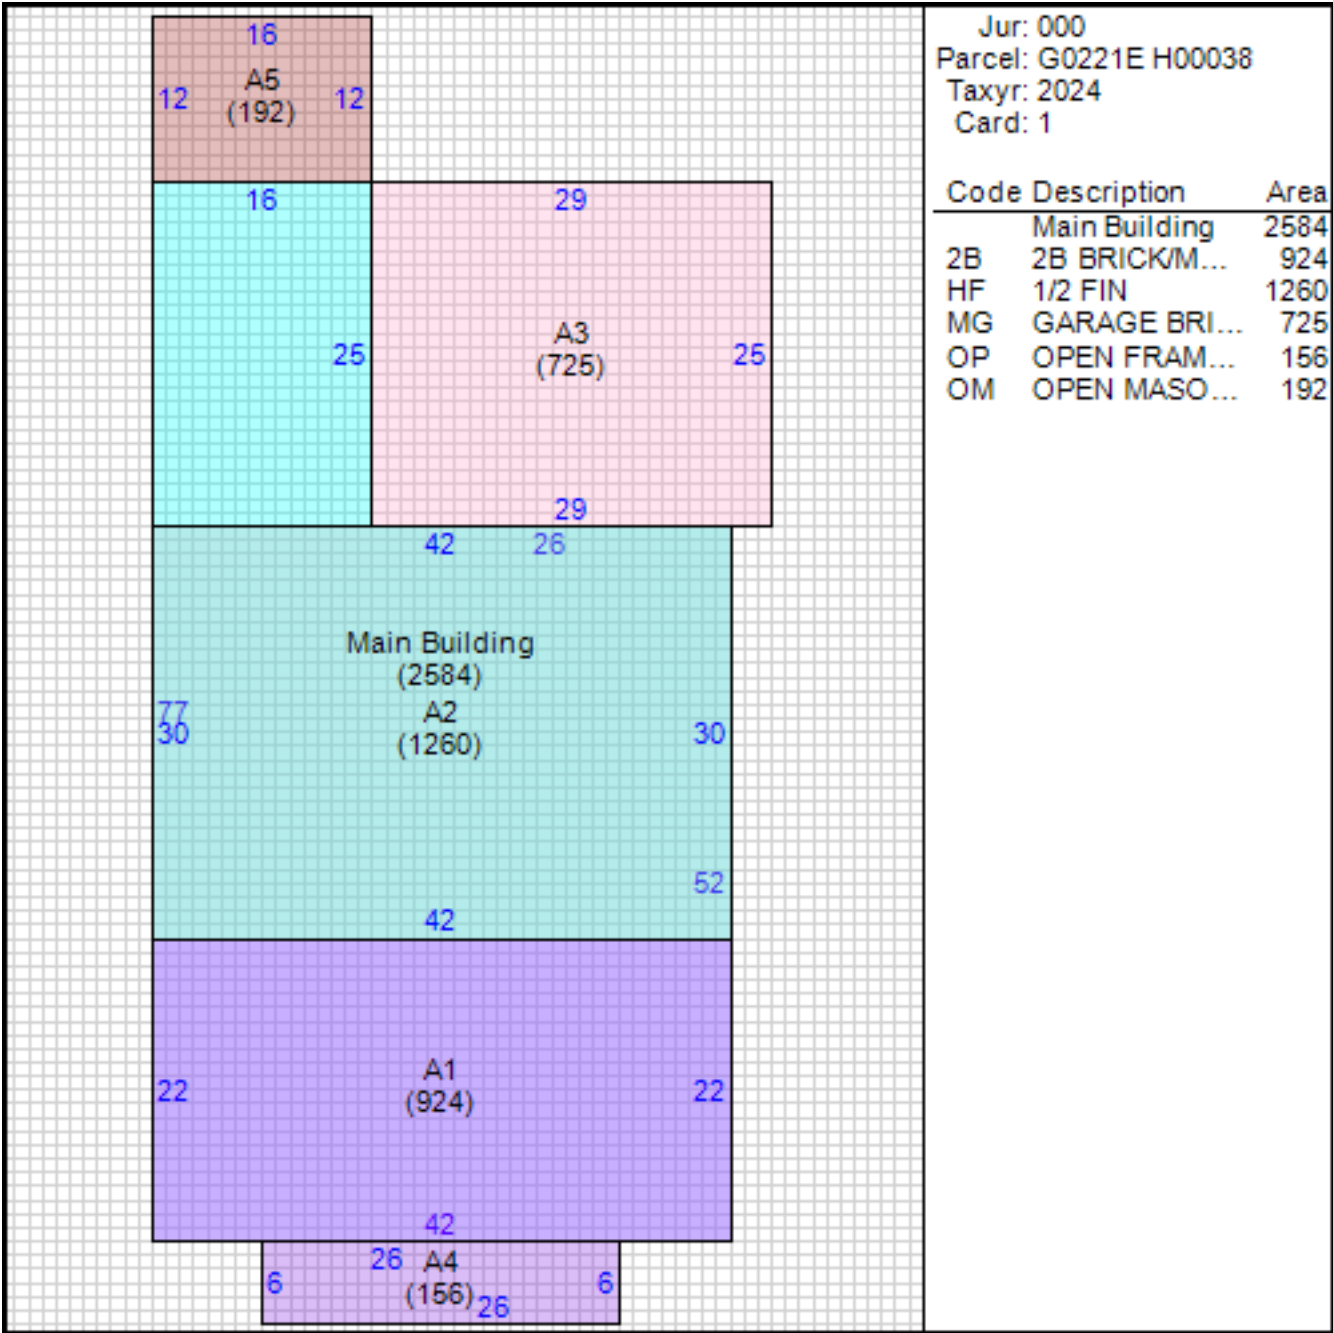 16
A5
12
12
(192)
16
29
A3
25
25
(725)
29
42
26
Main Building
(2584)
77
A2
30
30
(1260)
52
42
A1
22
22
(924)
42
26
A4
6
6
(156)
26
Jur: 000
Parcel: G0221E H00038
Taxyr: 2024
Card: 1
Code Description Area
Main Building 2584
2B 2B BRICK/M... 924
HF 1/2 FIN 1260
MG GARAGE BRI... 725
OP OPEN FRAM... 156
OM OPEN MASO... 192